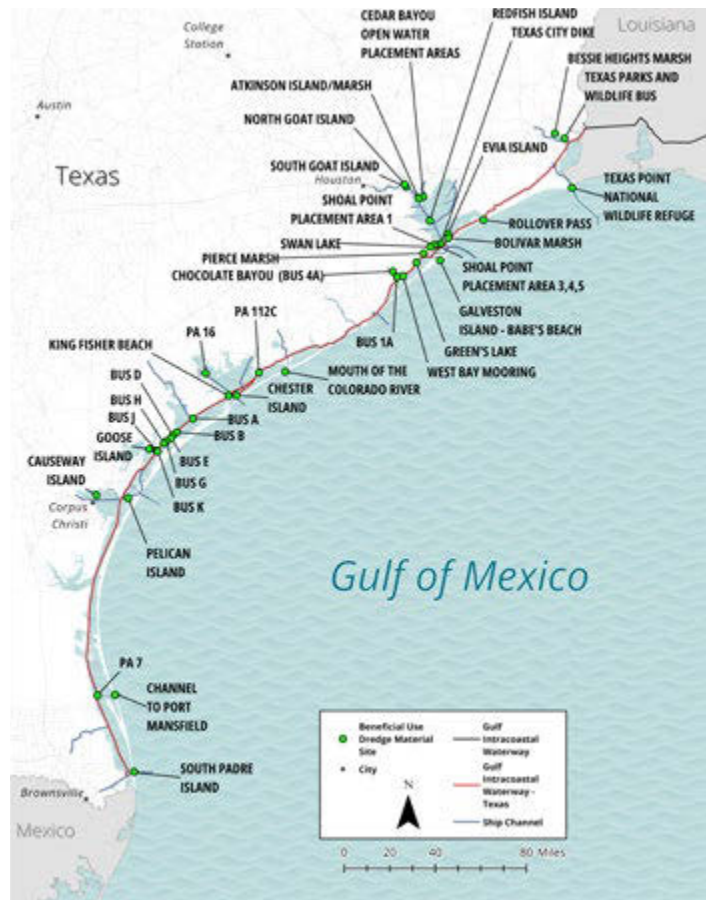 CEDAR BAYOU
OPEN WATER
PLACEMENT AREAS
REDFISH ISLAND
TEXAS CITY DIKE
Louisiana
College
Station
BESSIE HEIGHTS MARSH
TEXAS PARKS AND
WILDLIFE BUS
ATKINSON ISLAND/MARSH
Austin
NORTH GOAT ISLAND
EVIA ISLAND
Texas
SOUTH GOAT ISLAND
Houston
TEXAS POINT
NATIONAL
WILDLIFE REFUGE
SHOAL POINT
PLACEMENT AREA 1
ROLLOVER PASS
SWAN LAKE
BOLIVAR MARSH
PIERCE MARSH
SHOAL POINT
PLACEMENT AREA 3,4,5
CHOCOLATE BAYOU (BUS 4A)
GALVESTON
ISLAND - BABE'S BEACH
PA 112C
PA 16
BUS 1A
GREEN'S LAKE
KING FISHER BEACH
WEST BAY MOORING
MOUTH OF THE
COLORADO RIVER
BUS D
CHESTER
ISLAND
BUS H
BUS J
BUS A
GOOSE
ISLAND
BUS B
BUS E
CAUSEWAY
ISLAND
BUS G
Corpus
Christi
BUS K
PELICAN
ISLAND
Gulf of Mexico
PA 7
CHANNEL
TO PORT
MANSFIELD
SOUTH PADRE
ISLAND
Brownsville
Mexico
Beneficial Use
Dredge Material
Site
City
N
Gulf
Intracoastal
Waterway
Gulf
Intracoastal
Waterway -
Texas
Ship Channel
0 20 40 80 Miles